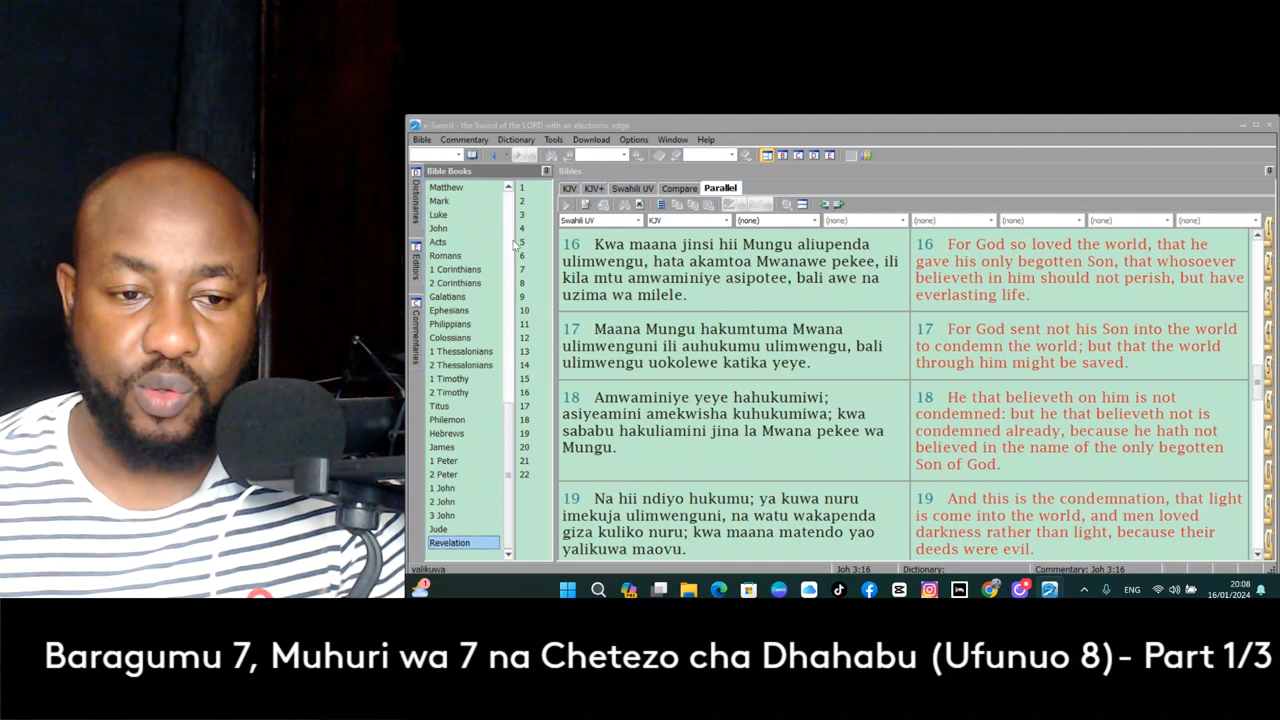 e-Sword - the Sword of the LORD with an electronic edge
Bible Commentary Dictionary Tools Download Options Window Help
Bible Books
Bibles
Dictionaries
Editors
Commentaries
Matthew 1
Mark 2
Luke 3
John 4
Acts 5
Romans 6
1 Corinthians 7
2 Corinthians 8
Galatians 9
Ephesians 10
Philippians 11
Colossians 12
1 Thessalonians 13
2 Thessalonians 14
1 Timothy 15
2 Timothy 16
Titus 17
Philemon 18
Hebrews 19
James 20
1 Peter 21
2 Peter 22
1 John
2 John
3 John
Jude
Revelation
KJV KJV+ Swahili UV Compare Parallel
Swahili UV KJV (none) (none) (none) (none) (none) (none)
16 Kwa maana jinsi hii Mungu aliupenda
ulimwengu, hata akamtoa Mwanawe pekee, ili
kila mtu amwaminiye asipotee, bali awe na
uzima wa milele.
16 For God so loved the world, that he
gave his only begotten Son, that whosoever
believeth in him should not perish, but have
everlasting life.
17 Maana Mungu hakumtuma Mwana
ulimwenguni ili auhukumu ulimwengu, bali
ulimwengu uokolewe katika yeye.
17 For God sent not his Son into the world
to condemn the world; but that the world
through him might be saved.
18 Amwaminiye yeye hahukumiwi;
asiyeamini amekwisha kuhukumiwa; kwa
sababu hakuliamini jina la Mwana pekee wa
Mungu.
18 He that believeth on him is not
condemned: but he that believeth not is
condemned already, because he hath not
believed in the name of the only begotten
Son of God.
19 Na hii ndiyo hukumu; ya kuwa nuru
imekuja ulimwenguni, na watu wakapenda
giza kuliko nuru; kwa maana matendo yao
yalikuwa maovu.
19 And this is the condemnation, that light
is come into the world, and men loved
darkness rather than light, because their
deeds were evil.
yalikuwa Joh 3:16 Dictionary: Commentary: Joh 3:16
1
ENG
20:08
16/01/2024
Baragumu 7, Muhuri wa 7 na Chetezo cha Dhahabu (Ufunuo 8)- Part 1/3